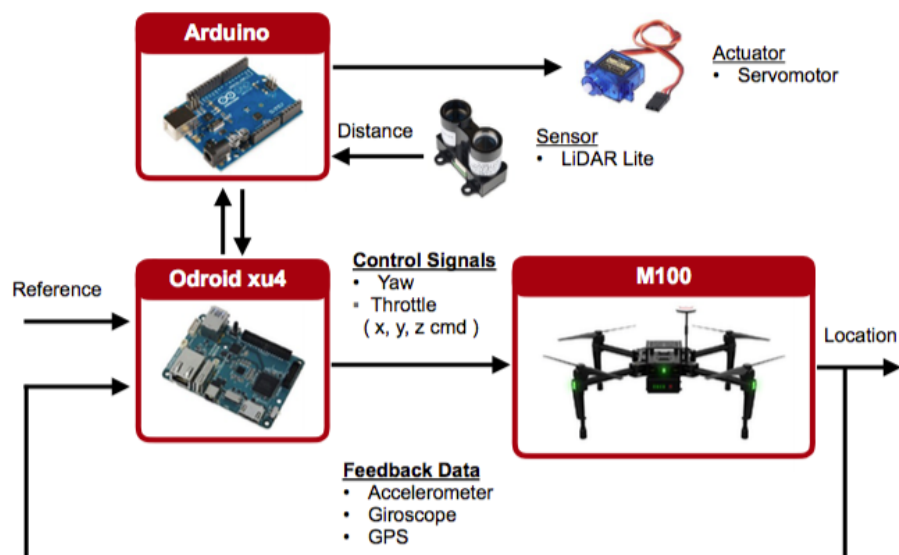 Arduino
Actuator
• Servomotor
Distance
Sensor
• LiDAR Lite
Reference
Odroid xu4
Control Signals
• Yaw
▪ Throttle
( x, y, z cmd )
M100
Location
Feedback Data
• Accelerometer
• Giroscope
• GPS